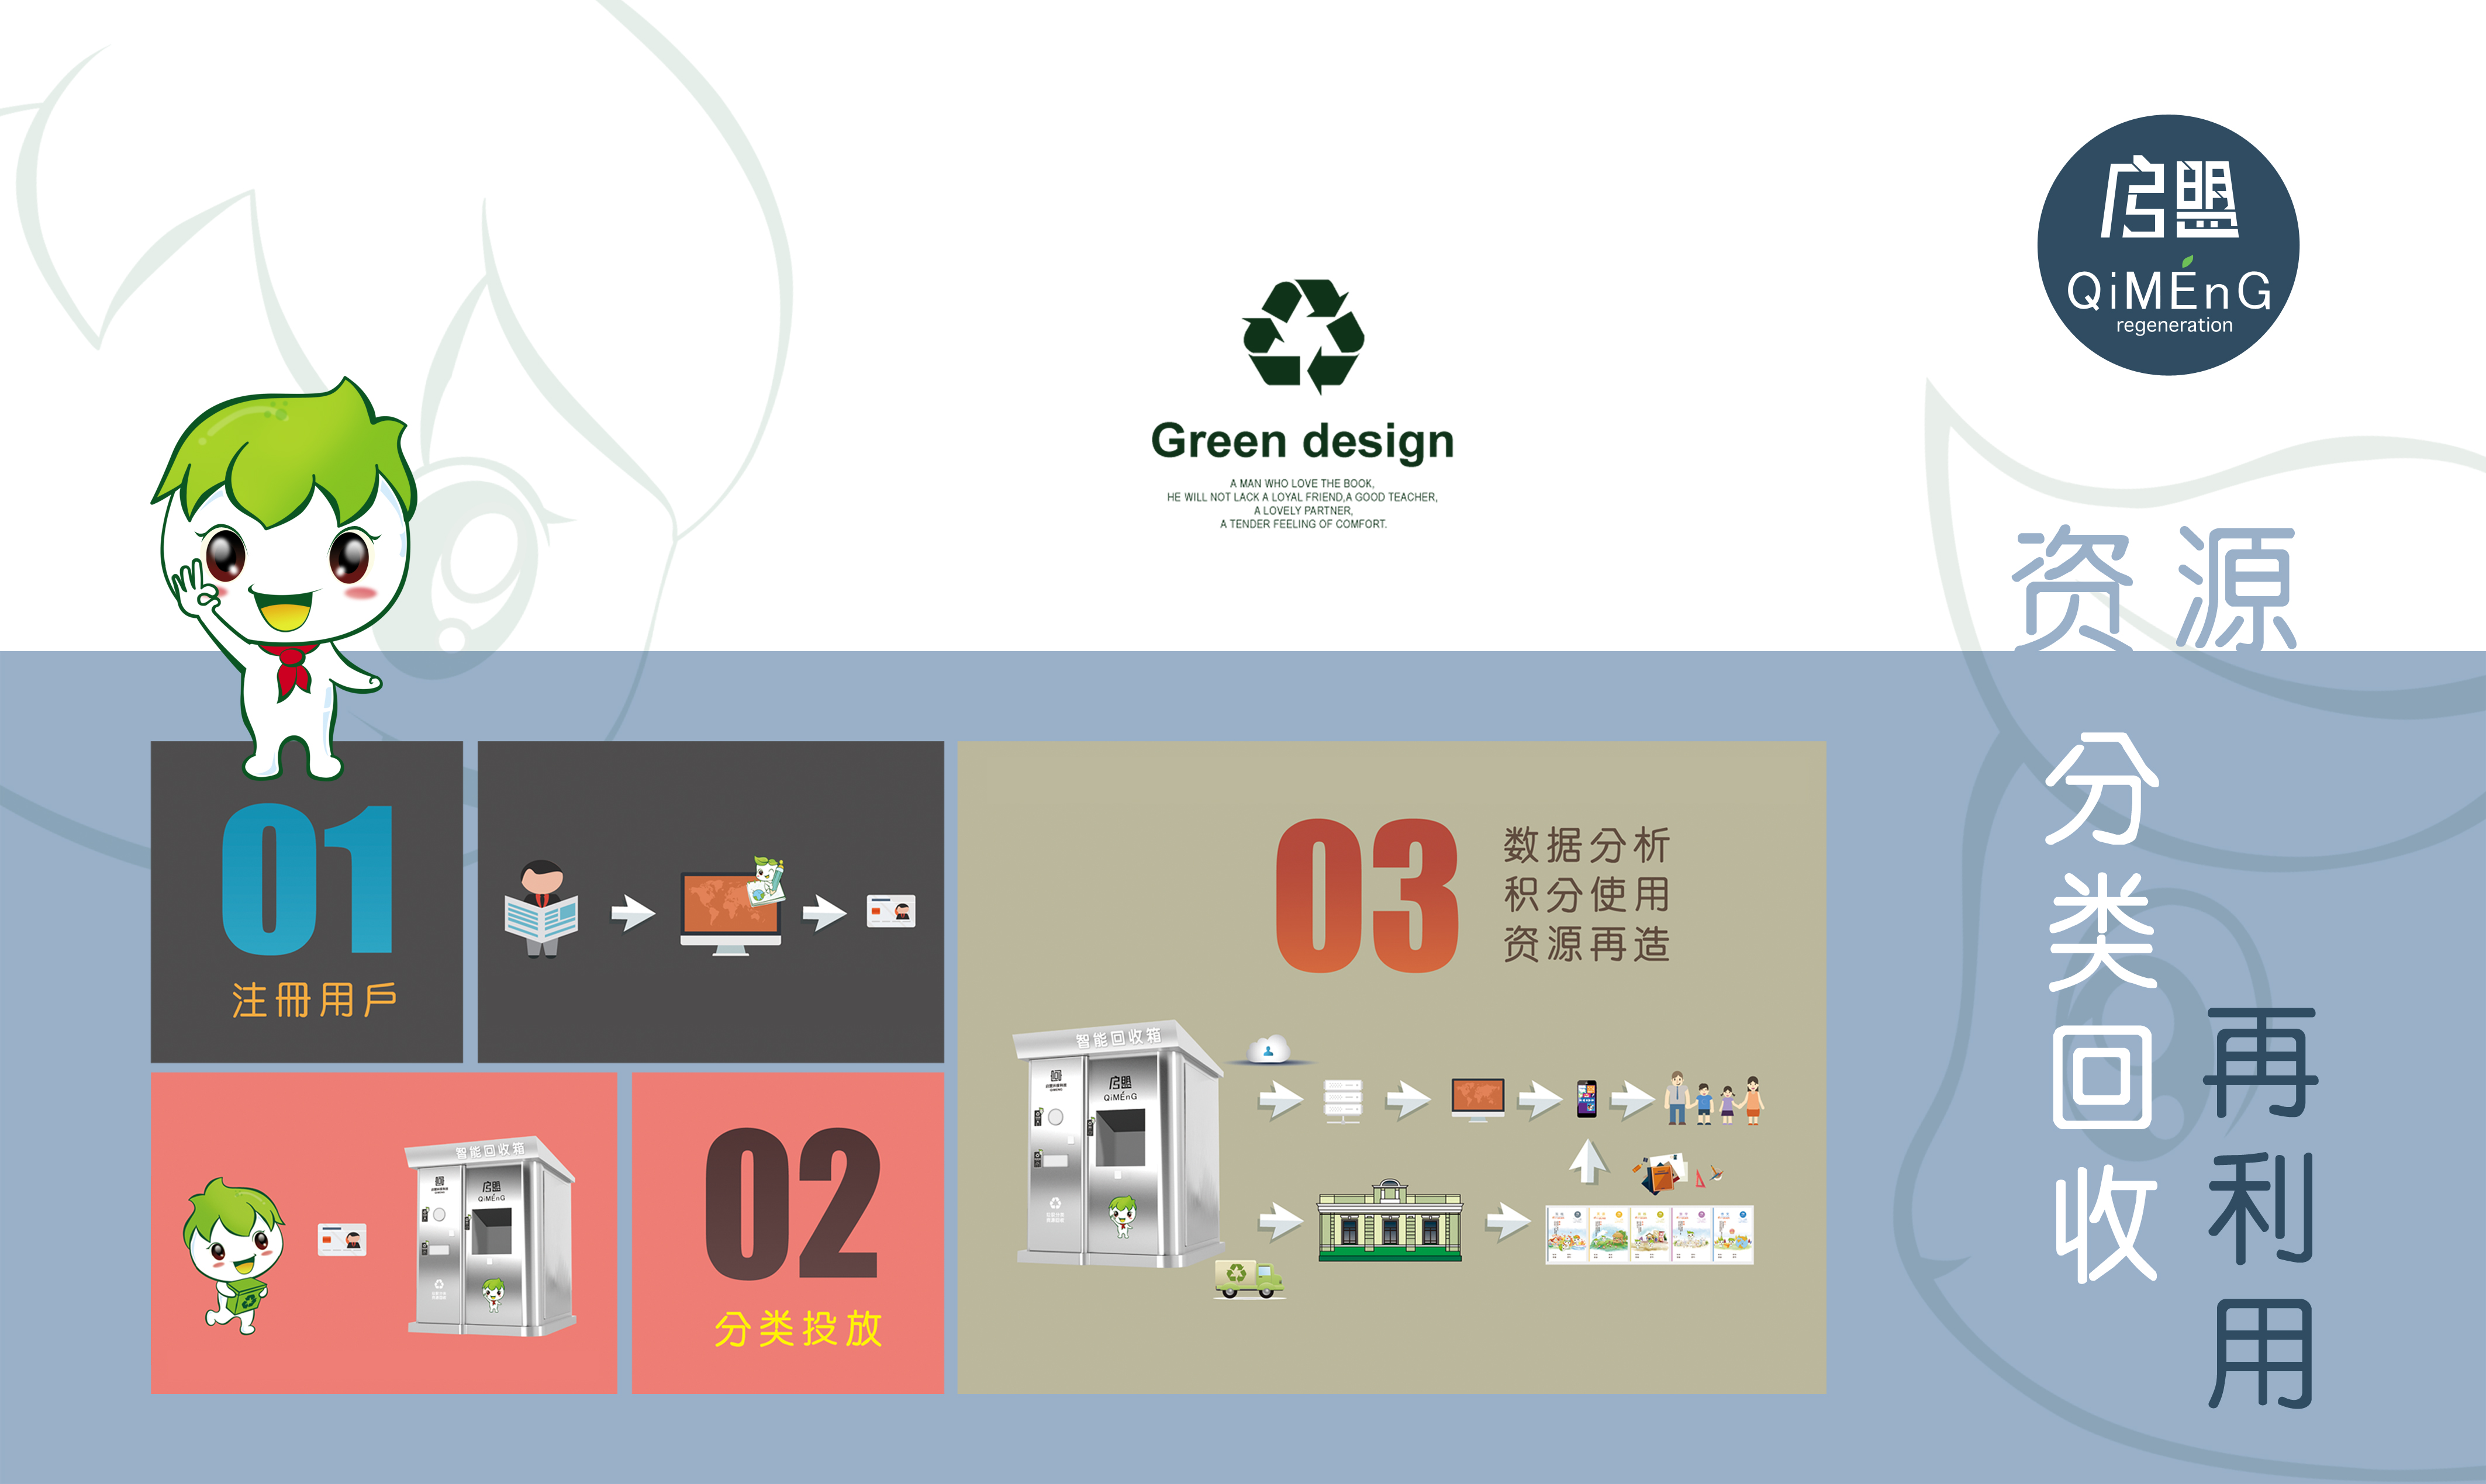 启盟
QiMEnG
regeneration
Green design
A MAN WHO LOVE THE BOOK,
HE WILL NOT LACK A LOYAL FRIEND,A GOOD TEACHER,
A LOVELY PARTNER,
A TENDER FEELING OF COMFORT.
资源
分类回收
再利用
01
注冊用戶
02
分类投放
03
数据分析
积分使用
资源再造
智能回收箱
启盟
QiMEnG
智能回收箱
启盟
QiMEnG